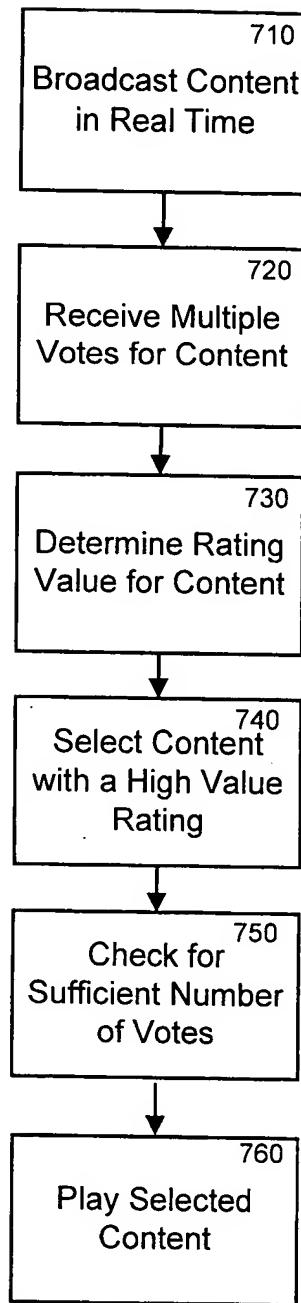 710
Broadcast Content
in Real Time
720
Receive Multiple
Votes for Content
730
Determine Rating
Value for Content
740
Select Content
with a High Value
Rating
750
Check for
Sufficient Number
of Votes
760
Play Selected
Content